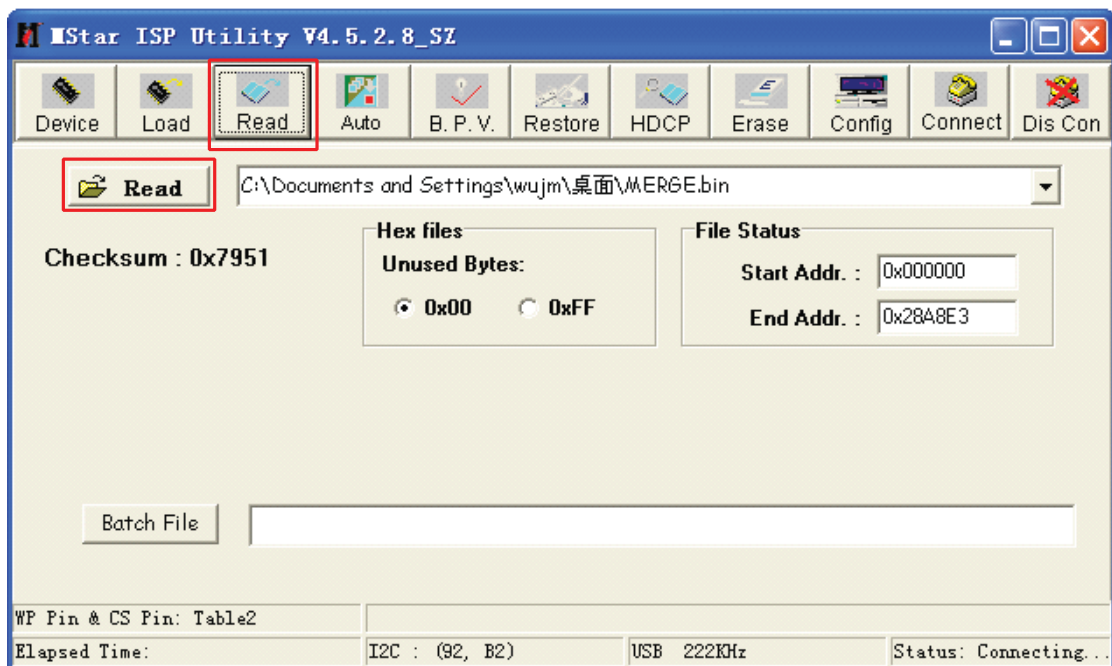 MStar ISP Utility V4.5.2.8_SZ
Device Load Read Auto B. P. V. Restore HDCP Erase Config Connect Dis Con
Read C:\Documents and Settings\wujm\桌面\MERGE.bin
Hex files File Status
Checksum : 0x7951 Unused Bytes: Start Addr. : 0x000000
0x00 0xFF End Addr. : 0x28A8E3
Batch File
WP Pin & CS Pin: Table2
Elapsed Time: I2C : (92, B2) USB 222KHz Status: Connecting...